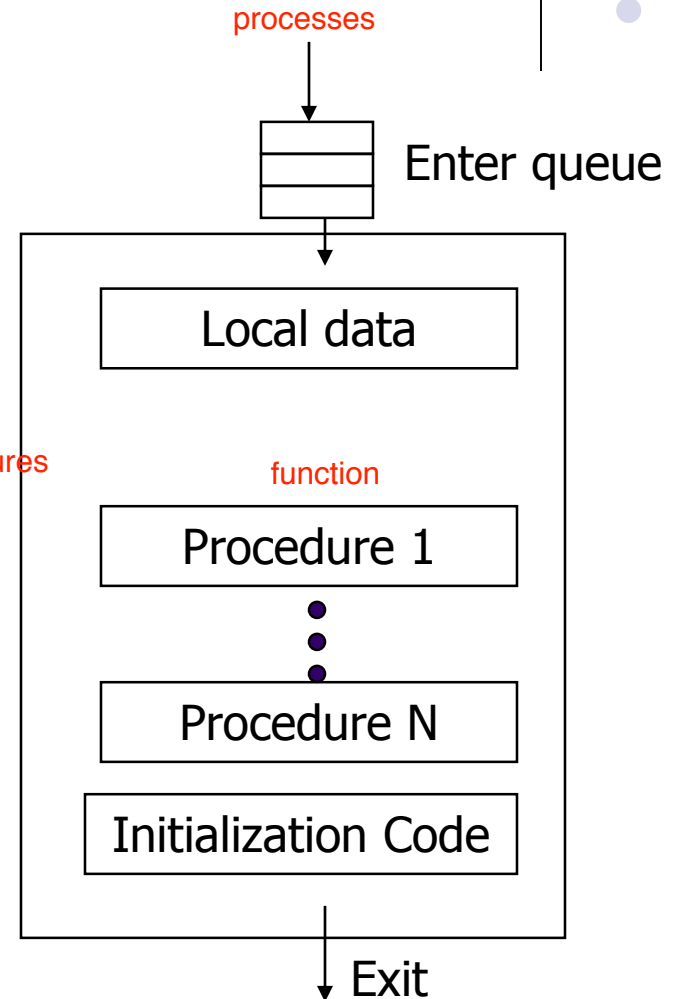 processes
Enter queue
Local data
function
Procedure 1
Procedure N
Initialization Code
Exit